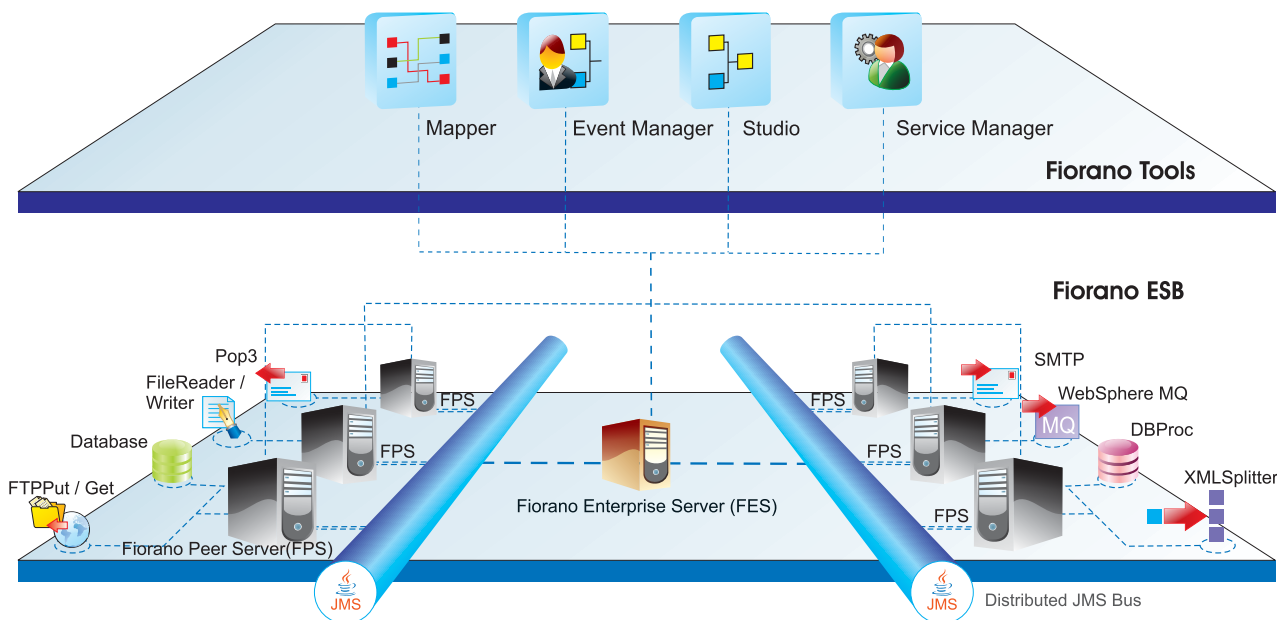 Mapper
Event Manager
Studio
Service Manager
Fiorano Tools
Fiorano ESB
Pop3
FileReader /
Writer
Database
FTPPut / Get
FPS
FPS
Fiorano Peer Server(FPS)
Fiorano Enterprise Server (FES)
FPS
FPS
FPS
SMTP
WebSphere MQ
MQ
DBProc
XMLSplitter
JMS
JMS
Distributed JMS Bus